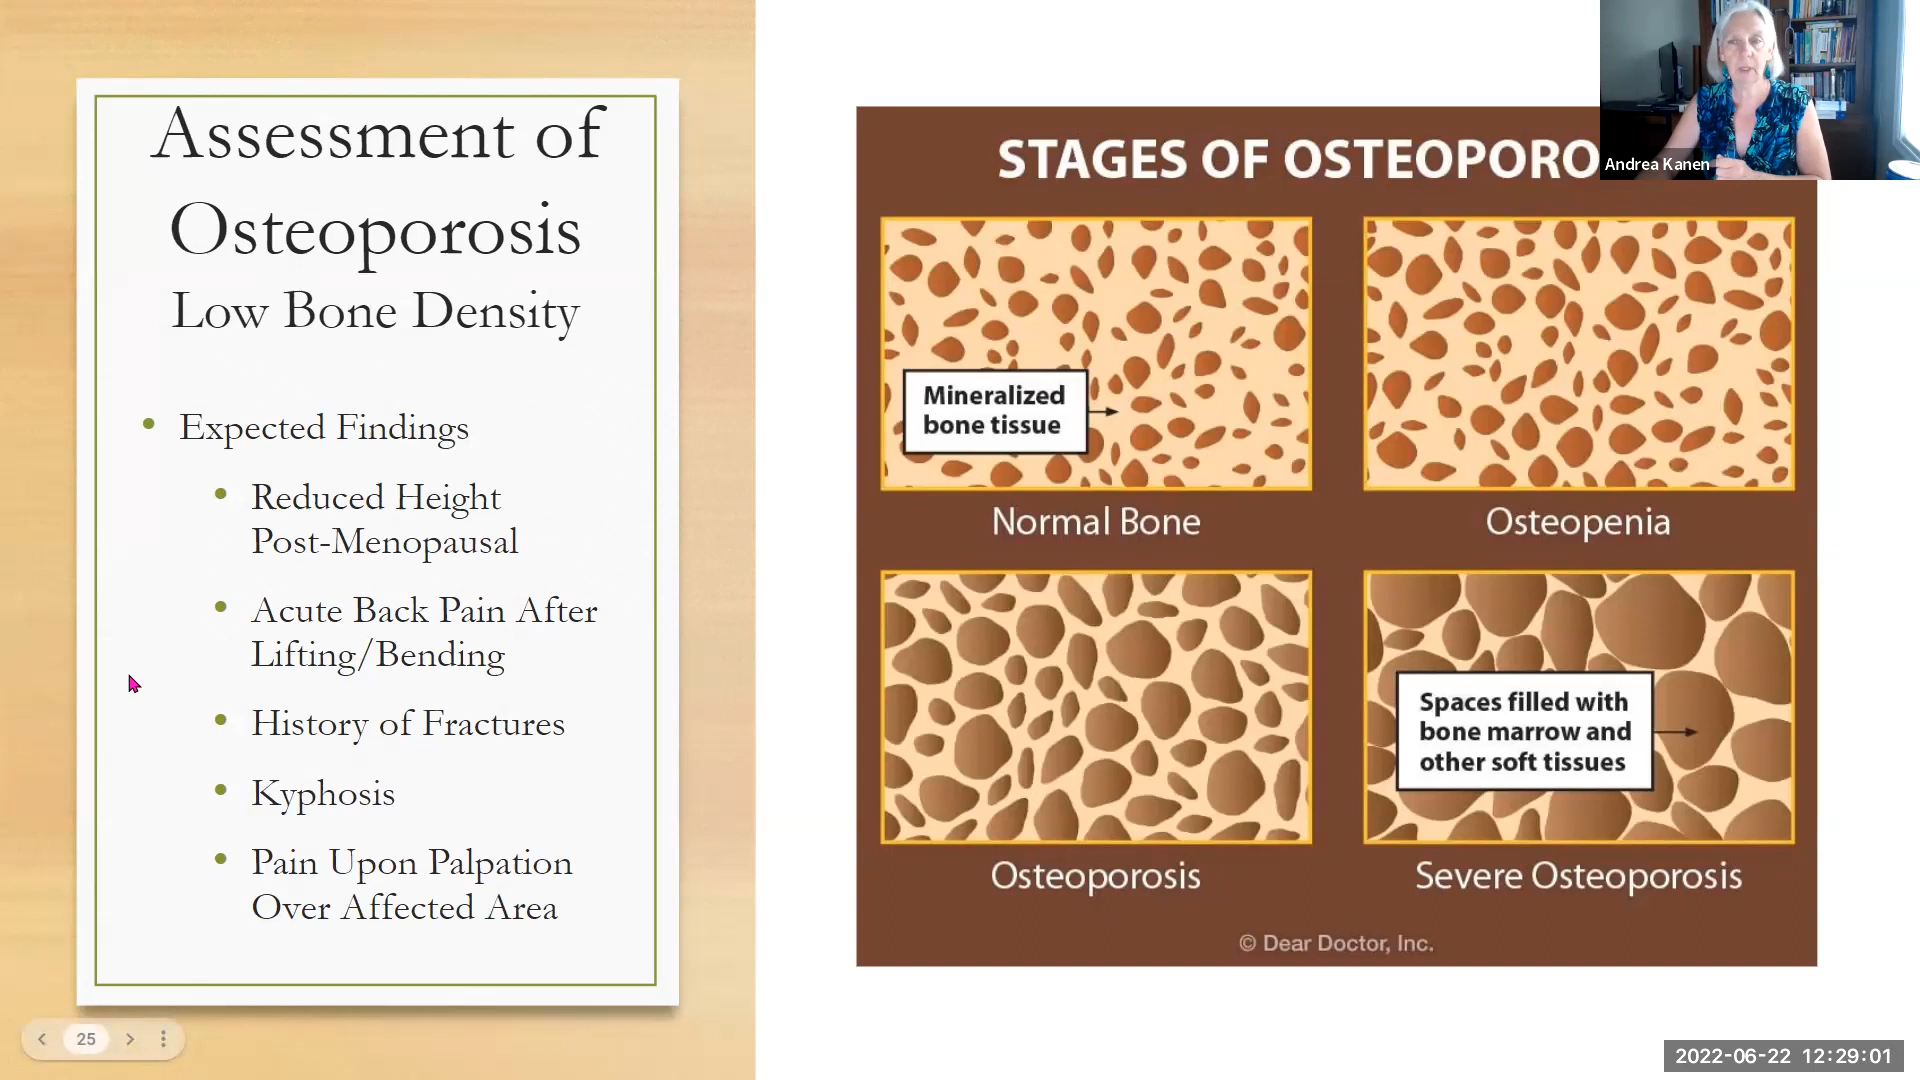 Assessment of
Osteoporosis
Low Bone Density
Expected Findings
Reduced Height
Post-Menopausal
Acute Back Pain After
Lifting/Bending
History of Fractures
Kyphosis
Pain Upon Palpation
Over Affected Area
25
STAGES OF OSTEOPORO
Mineralized
bone tissue
Normal Bone
Osteopenia
Spaces filled with
bone marrow and
other soft tissues
Osteoporosis
Severe Osteoporosis
© Dear Doctor, Inc.
Andrea Kanen
2022-06-22 12:29:01